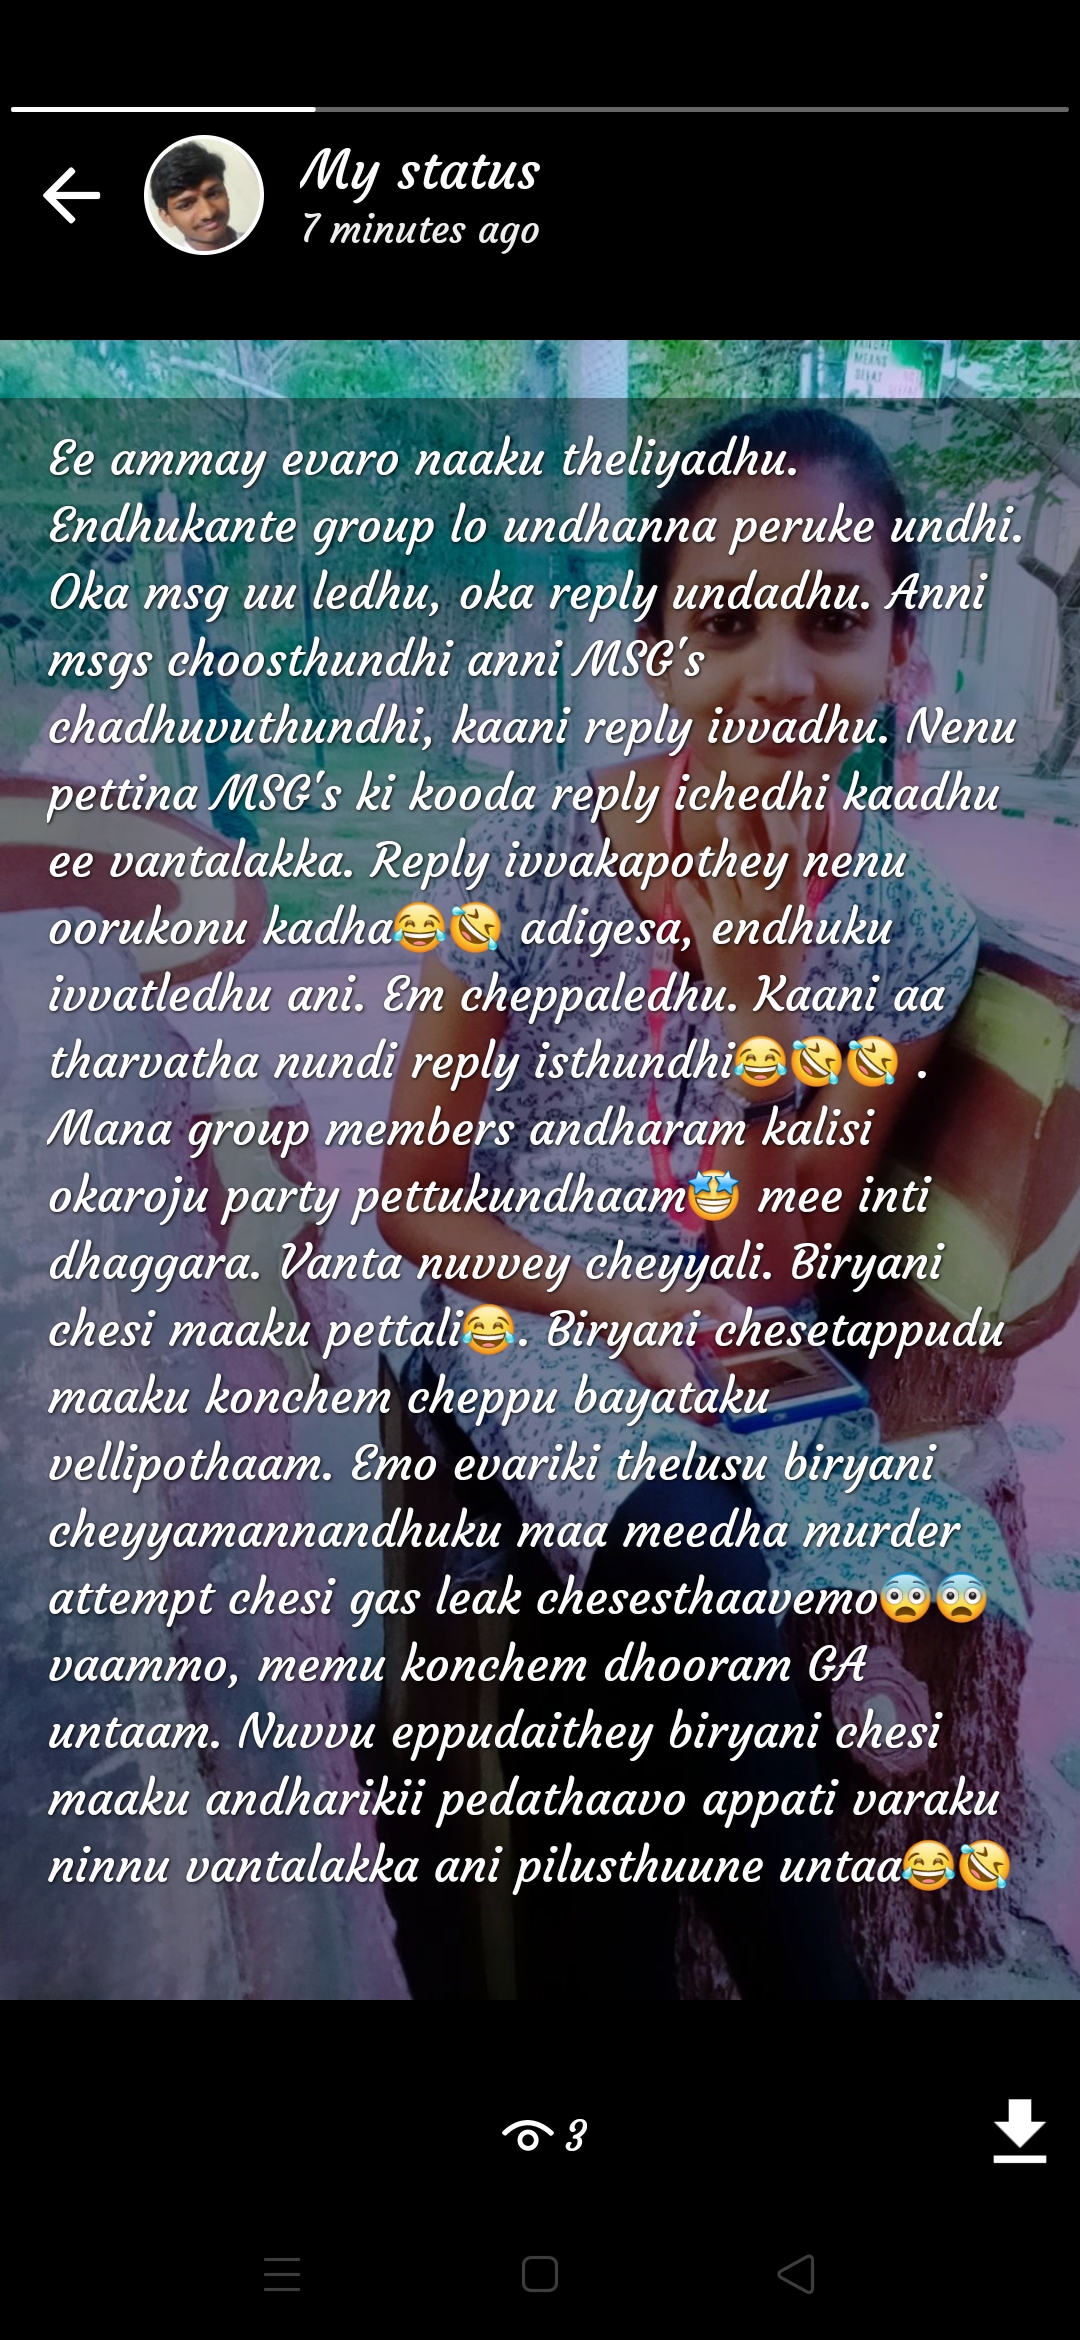 My status
7 minutes ago
Ee ammay evaro naaku theliyadhu.
Endhukante group lo undhanna peruke undhi.
Oka msg uu ledhu, oka reply undadhu. Anni
msgs choosthundhi anni MSG's
chadhuvuthundhi, kaani reply ivvadhu. Nenu
pettina MSG's ki kooda reply ichedhi kaadhu
ee vantalakka. Reply ivvakapothey nenu
oorukonu kadha😂🤣 adigesa, endhuku
ivvatledhu ani. Em cheppaledhu. Kaani aa
tharvatha nundi reply isthundhi😂🤣🤣 .
Mana group members andharam kalisi
okaroju party pettukundhaam🤩 mee inti
dhaggara. Vanta nuvvey cheyyali. Biryani
chesi maaku pettali😂. Biryani chesetappudu
maaku konchem cheppu bayataku
vellipothaam. Emo evariki thelusu biryani
cheyyamannandhuku maa meedha murder
attempt chesi gas leak chesesthaavemo😨😨
vaammo, memu konchem dhooram GA
untaam. Nuvvu eppudaithey biryani chesi
maaku andharikii pedathaavo appati varaku
ninnu vantalakka ani pilusthuune untaa😂🤣
3